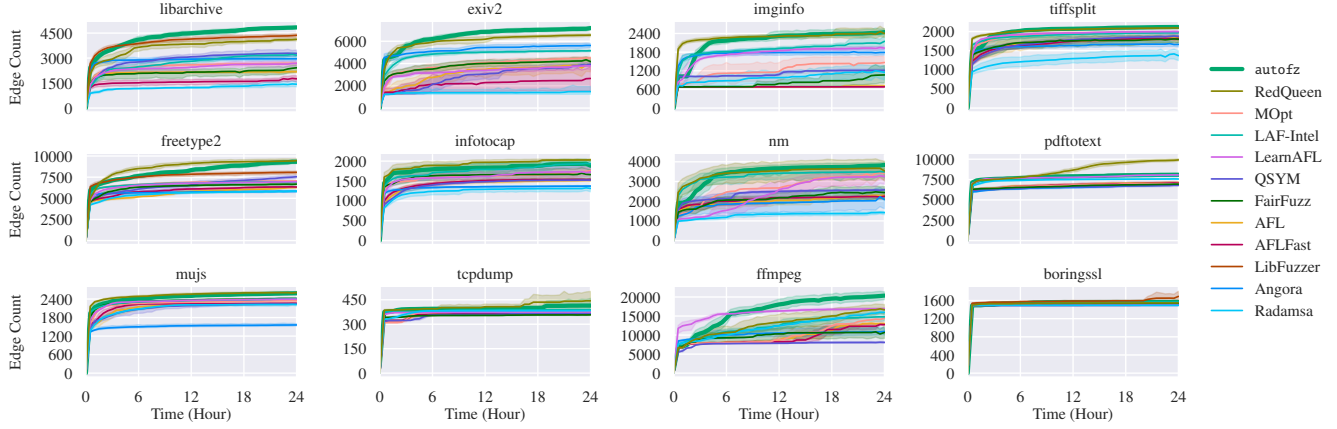 libarchive
exiv2
imginfo
tiffsplit
Edge Count
4500
3000
1500
0
6000
4000
2000
0
2400
1800
1200
600
0
2000
1500
1000
500
0
freetype2
infotocap
nm
pdftotext
Edge Count
10000
7500
5000
2500
0
2000
1500
1000
500
0
4000
3000
2000
1000
0
10000
7500
5000
2500
0
mujs
tcpdump
ffmpeg
boringssl
Edge Count
2400
1800
1200
600
0
450
300
150
0
20000
15000
10000
5000
0
1600
1200
800
400
0
0 6 12 18 24
0 6 12 18 24
0 6 12 18 24
0 6 12 18 24
Time (Hour)
Time (Hour)
Time (Hour)
Time (Hour)
autofz
RedQueen
MOpt
LAF-Intel
LearnAFL
QSYM
FairFuzz
AFL
AFLFast
LibFuzzer
Angora
Radamsa